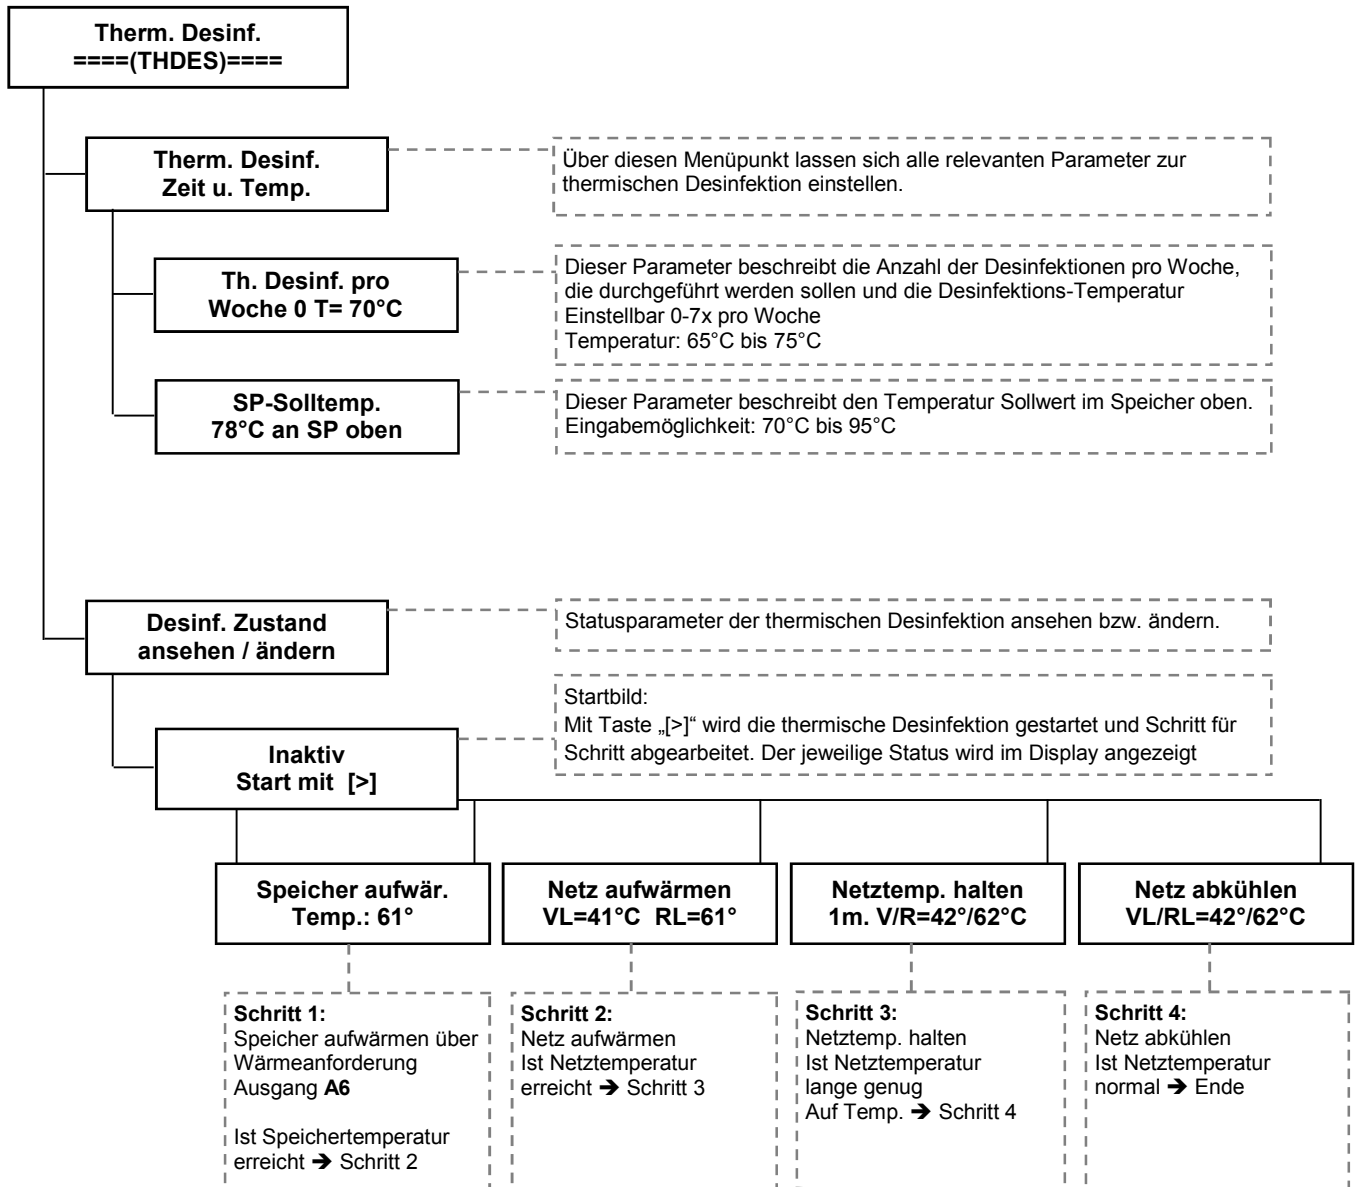 Therm. Desinf.
====(THDES)====
Therm. Desinf.
Zeit u. Temp.
Über diesen Menüpunkt lassen sich alle relevanten Parameter zur
thermischen Desinfektion einstellen.
Th. Desinf. pro
Woche 0 T= 70°C
Dieser Parameter beschreibt die Anzahl der Desinfektionen pro Woche,
die durchgeführt werden sollen und die Desinfektions-Temperatur
Einstellbar 0-7x pro Woche
Temperatur: 65°C bis 75°C
SP-Solltemp.
78°C an SP oben
Dieser Parameter beschreibt den Temperatur Sollwert im Speicher oben.
Eingabemöglichkeit: 70°C bis 95°C
Desinf. Zustand
ansehen / ändern
Statusparameter der thermischen Desinfektion ansehen bzw. ändern.
Inaktiv
Start mit [>]
Startbild:
Mit Taste „[>]“ wird die thermische Desinfektion gestartet und Schritt für
Schritt abgearbeitet. Der jeweilige Status wird im Display angezeigt
Speicher aufwär.
Temp.: 61°
Netz aufwärmen
VL=41°C RL=61°
Netztemp. halten
1m. V/R=42°/62°C
Netz abkühlen
VL/RL=42°/62°C
Schritt 1:
Speicher aufwärmen über
Wärmeanforderung
Ausgang A6
Ist Speichertemperatur
erreicht ➔ Schritt 2
Schritt 2:
Netz aufwärmen
Ist Netztemperatur
erreicht ➔ Schritt 3
Schritt 3:
Netztemp. halten
Ist Netztemperatur
lange genug
Auf Temp. ➔ Schritt 4
Schritt 4:
Netz abkühlen
Ist Netztemperatur
normal ➔ Ende